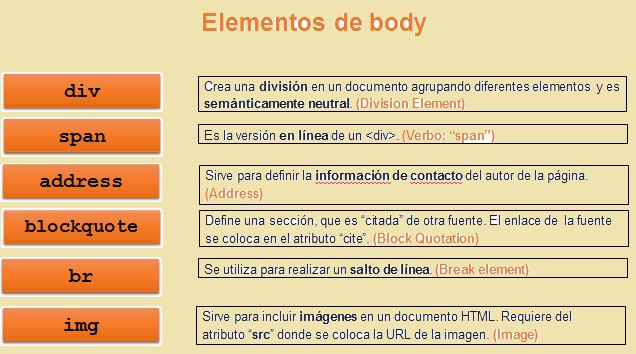 Elementos de body
div
Crea una división en un documento agrupando diferentes elementos y es
semánticamente neutral. (Division Element)
span
Es la versión en línea de un <div>. (Verbo: “span”)
address
Sirve para definir la información de contacto del autor de la página.
(Address)
blockquote
Define una sección, que es “citada” de otra fuente. El enlace de la fuente
se coloca en el atributo “cite”. (Block Quotation)
br
Se utiliza para realizar un salto de línea. (Break element)
img
Sirve para incluir imágenes en un documento HTML. Requiere del
atributo “src” donde se coloca la URL de la imagen. (Image)